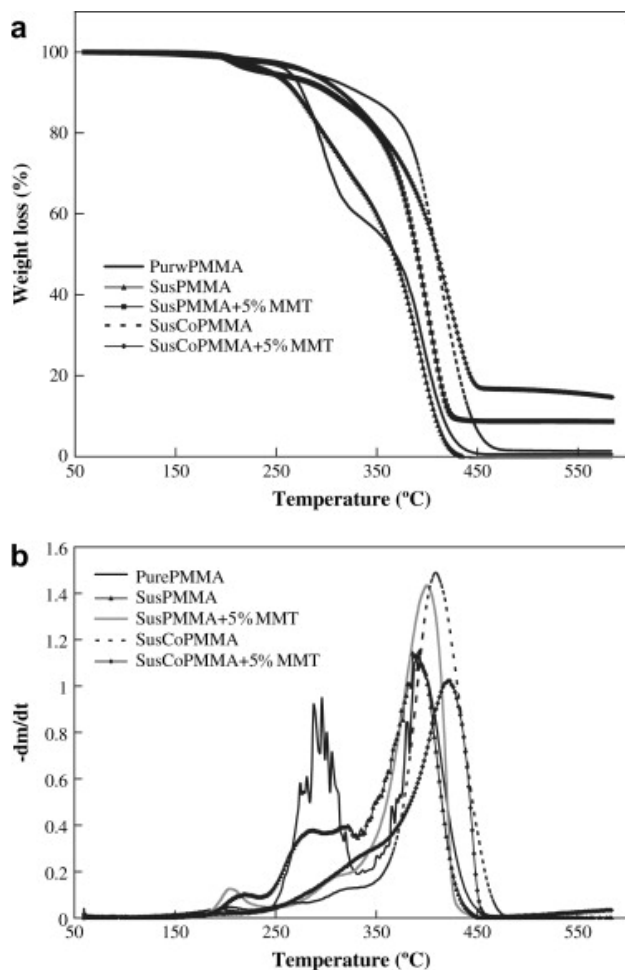 a
100
80
60
40
20
0
Weight loss (%)
PurwPMMA
SusPMMA
SusPMMA+5% MMT
SusCoPMMA
SusCoPMMA+5% MMT
50 150 250 350 450 550
Temperature (ºC)
b
1.6
1.4
1.2
1
0.8
0.6
0.4
0.2
0
-dm/dt
PurePMMA
SusPMMA
SusPMMA+5% MMT
SusCoPMMA
SusCoPMMA+5% MMT
50 150 250 350 450 550
Temperature (ºC)